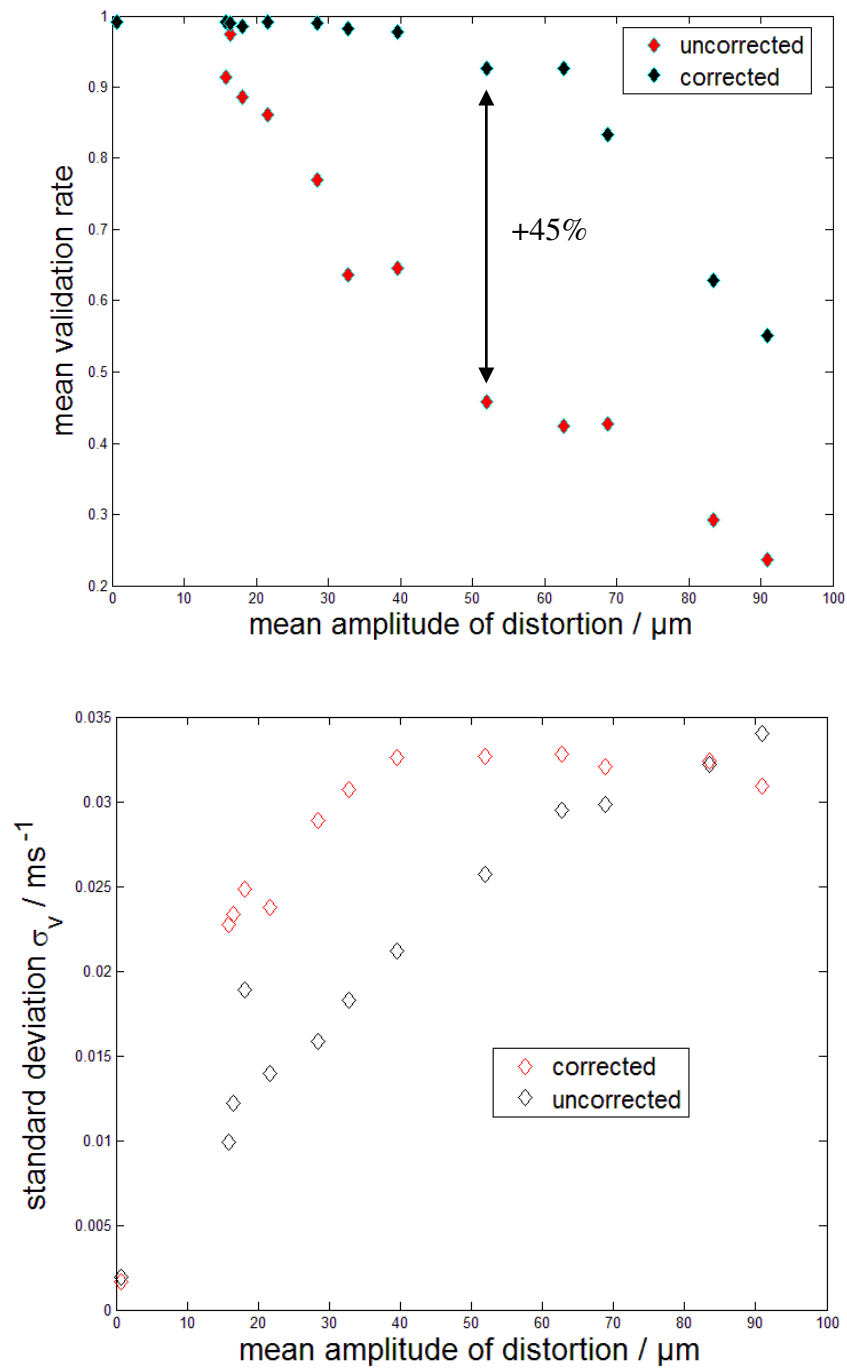 1
0.9
0.8
0.7
0.6
0.5
0.4
0.3
0.2
mean validation rate
uncorrected
corrected
+45%
0 10 20 30 40 50 60 70 80 90 100
mean amplitude of distortion / µm
0.035
0.03
0.025
0.02
0.015
0.01
0.005
0
standard deviation σv / ms-1
corrected
uncorrected
0 10 20 30 40 50 60 70 80 90 100
mean amplitude of distortion / µm